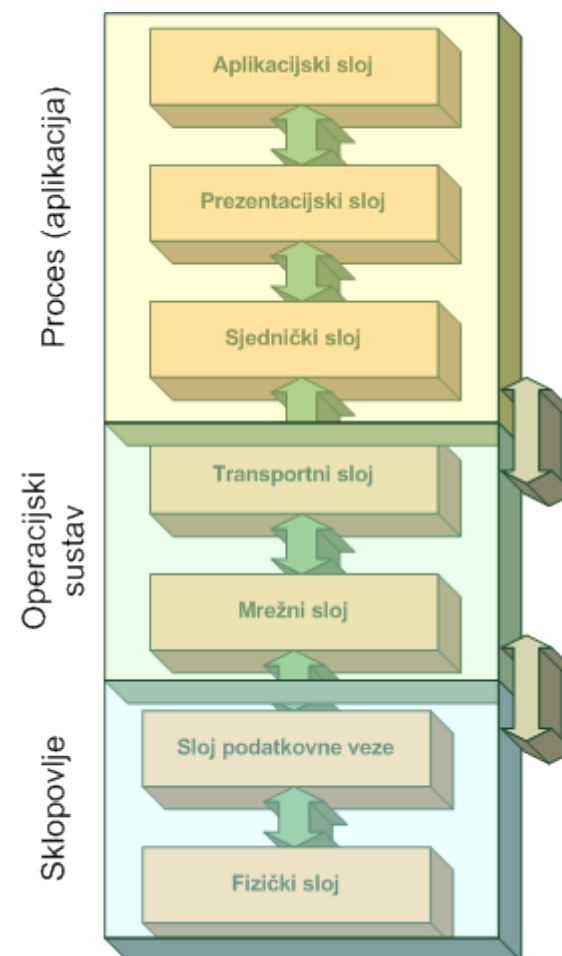 Proces (aplikacija)
Aplikacijski sloj
Prezentacijski sloj
Sjednički sloj
Operacijski
sustav
Transportni sloj
Mrežni sloj
Sklopovlje
Sloj podatkovne veze
Fizički sloj